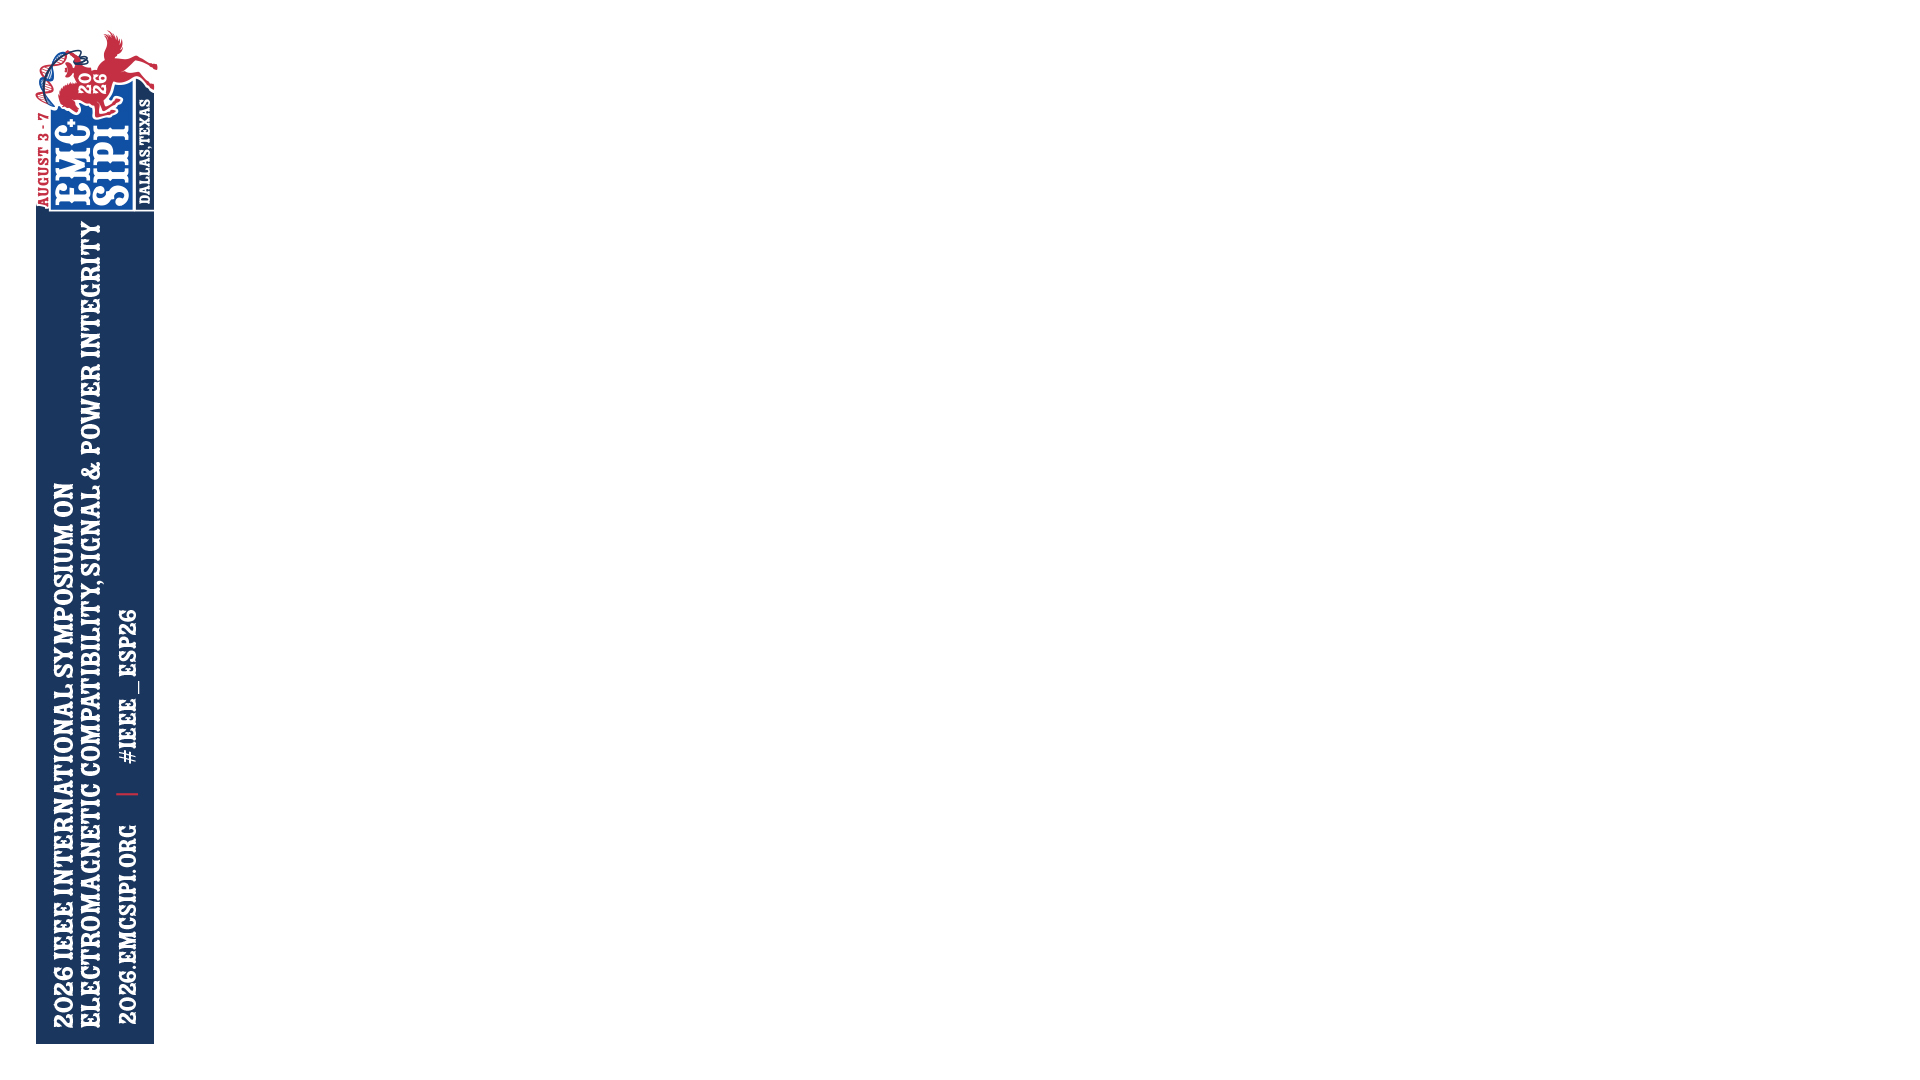 AUGUST 3 - 7
EMC+
SIPI
2026
DALLAS, TEXAS
2026 IEEE INTERNATIONAL SYMPOSIUM ON
ELECTROMAGNETIC COMPATIBILITY, SIGNAL & POWER INTEGRITY
2026.EMCSIPI.ORG | #IEEE_ESP26